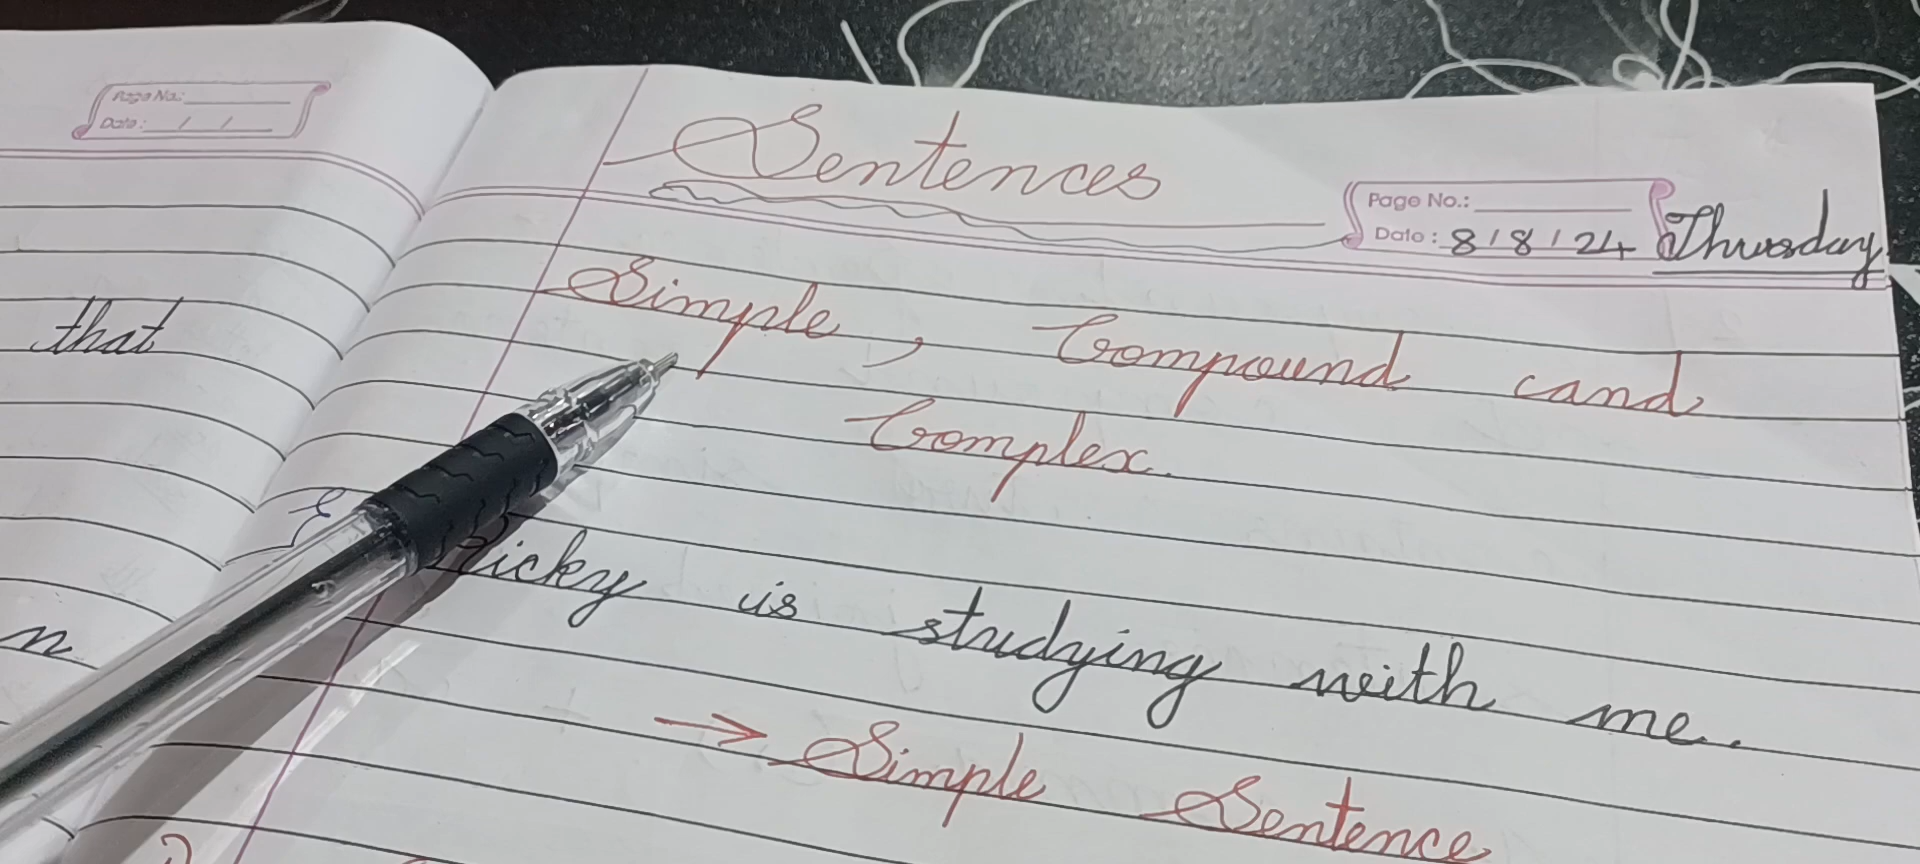 Page No.:
Date: / /
that
n
Sentences
Page No.:
Date: 8/8/24 Thursday
Simple, Compound and
Complex.
Ricky is studying with me.
→ Simple Sentence